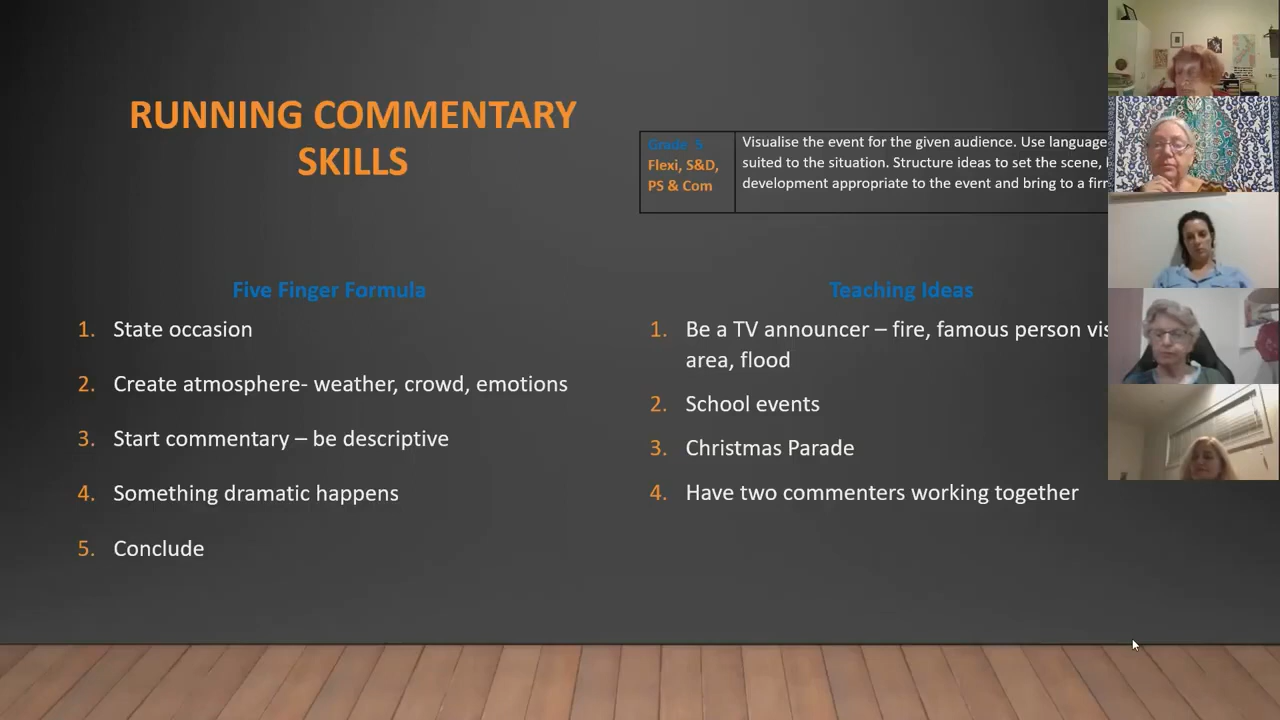 RUNNING COMMENTARY
SKILLS
Grade 5
Flexi, S&D,
PS & Com
Visualise the event for the given audience. Use language
suited to the situation. Structure ideas to set the scene,
development appropriate to the event and bring to a
Five Finger Formula
1. State occasion
2. Create atmosphere- weather, crowd, emotions
3. Start commentary – be descriptive
4. Something dramatic happens
5. Conclude
Teaching Ideas
1. Be a TV announcer – fire, famous person
area, flood
2. School events
3. Christmas Parade
4. Have two commenters working together